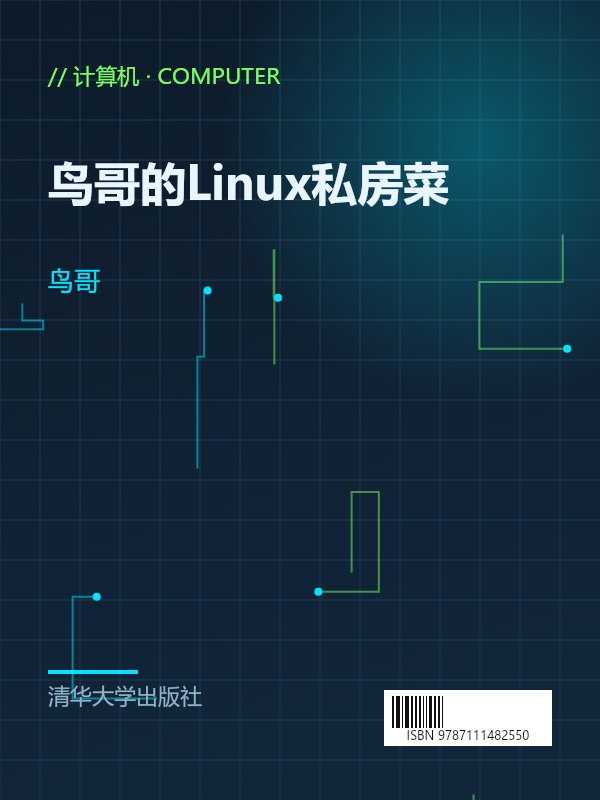 // 计算机 · COMPUTER
鸟哥的Linux私房菜
鸟哥
清华大学出版社
ISBN 9787111482550